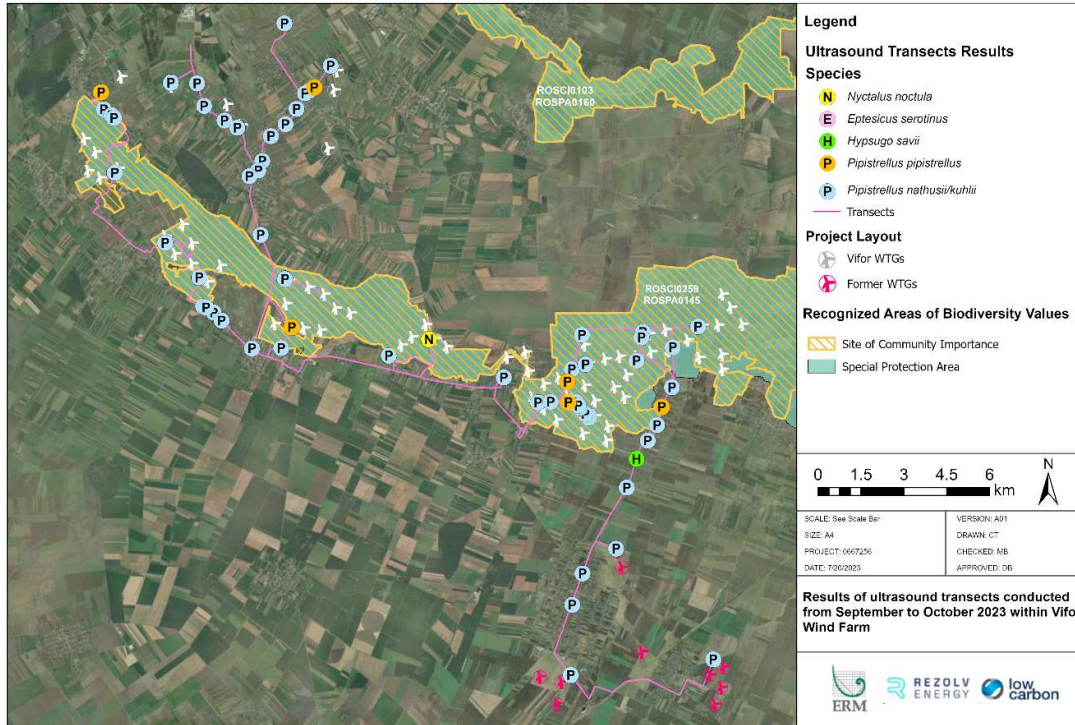 ROSCI0103
ROSPA0160
ROSCI0259
ROSPA0145
Legend
Ultrasound Transects Results
Species
N Nyctalus noctula
E Eptesicus serotinus
H Hypsugo savii
P Pipistrellus pipistrellus
P Pipistrellus nathusii/kuhlii
Transects
Project Layout
Vifor WTGs
Former WTGs
Recognized Areas of Biodiversity Values
Site of Community Importance
Special Protection Area
0 1.5 3 4.5 6
km
N
SCALE: See Scale Bar
VERSION: A01
SIZE: A4
DRAWN: CT
PROJECT: 0667256
CHECKED: MB
DATE: 7/20/2023
APPROVED: DB
Results of ultrasound transects conducted
from September to October 2023 within Vifo
Wind Farm
ERM
REZOLV
ENERGY
low
carbon